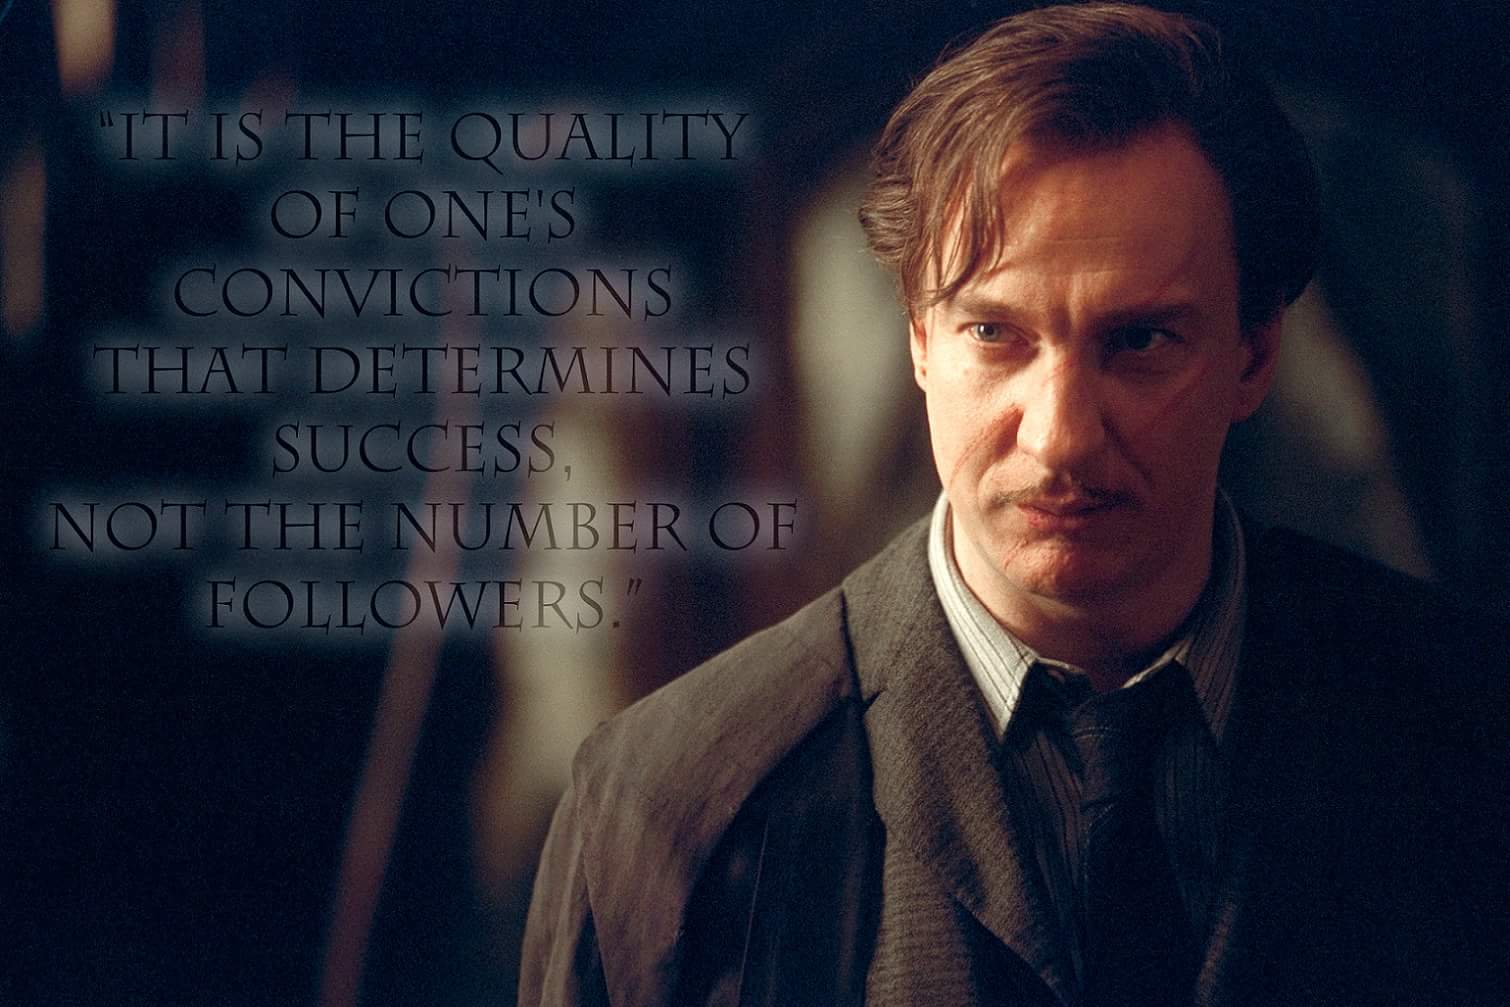 "IT IS THE QUALITY
OF ONE'S
CONVICTIONS
THAT DETERMINES
SUCCESS,
NOT THE NUMBER OF
FOLLOWERS."